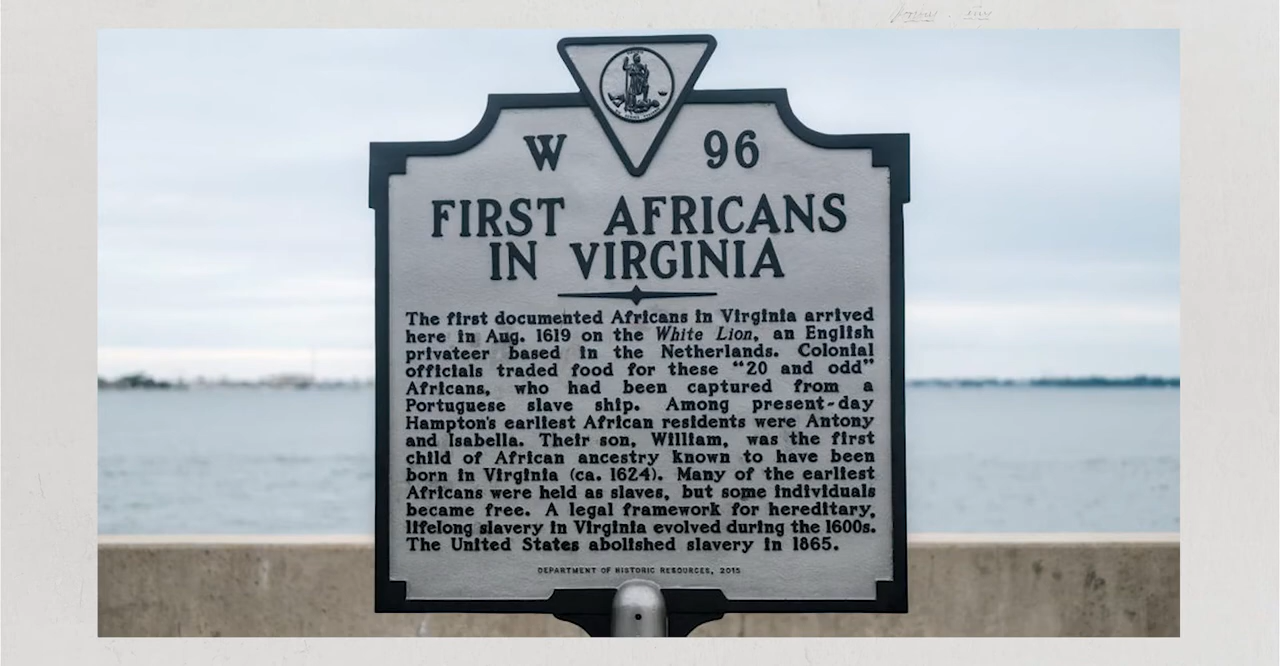 W 96
FIRST AFRICANS
IN VIRGINIA
The first documented Africans in Virginia arrived
here in Aug. 1619 on the White Lion, an English
privateer based in the Netherlands. Colonial
officials traded food for these “20 and odd”
Africans, who had been captured from a
Portuguese slave ship. Among present-day
Hampton's earliest African residents were Antony
and Isabella. Their son, William, was the first
child of African ancestry known to have been
born in Virginia (ca. 1624). Many of the earliest
Africans were held as slaves, but some individuals
became free. A legal framework for hereditary,
lifelong slavery in Virginia evolved during the 1600s.
The United States abolished slavery in 1865.
DEPARTMENT OF HISTORIC RESOURCES, 2015